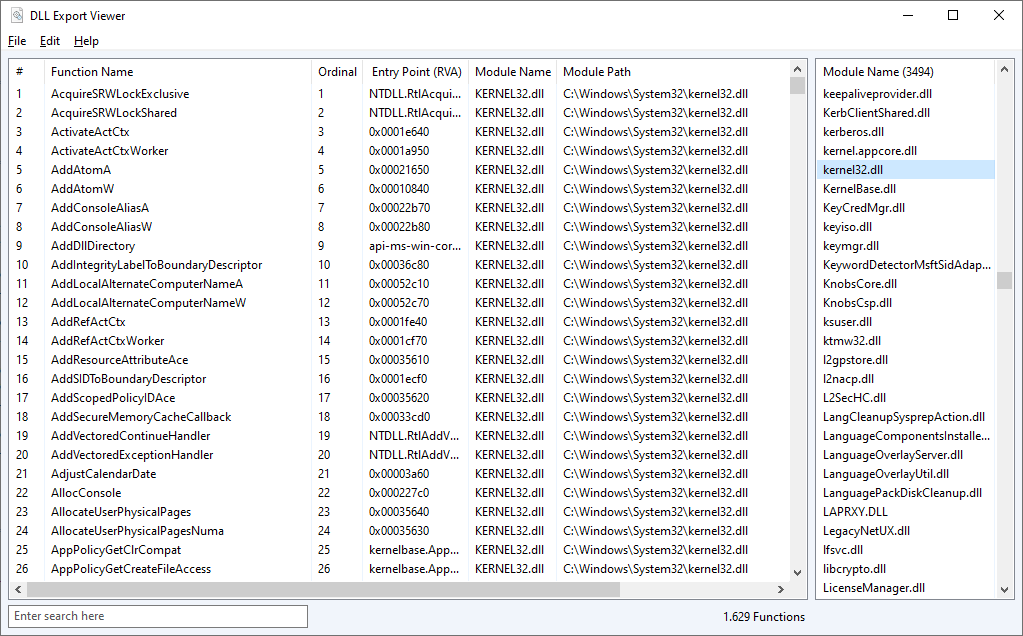 DLL Export Viewer
File Edit Help
# Function Name Ordinal Entry Point (RVA) Module Name Module Path
1 AcquireSRWLockExclusive 1 NTDLL.RtlAcqui... KERNEL32.dll C:\Windows\System32\kernel32.dll
2 AcquireSRWLockShared 2 NTDLL.RtlAcqui... KERNEL32.dll C:\Windows\System32\kernel32.dll
3 ActivateActCtx 3 0x0001e640 KERNEL32.dll C:\Windows\System32\kernel32.dll
4 ActivateActCtxWorker 4 0x0001a950 KERNEL32.dll C:\Windows\System32\kernel32.dll
5 AddAtomA 5 0x00021650 KERNEL32.dll C:\Windows\System32\kernel32.dll
6 AddAtomW 6 0x00010840 KERNEL32.dll C:\Windows\System32\kernel32.dll
7 AddConsoleAliasA 7 0x00022b70 KERNEL32.dll C:\Windows\System32\kernel32.dll
8 AddConsoleAliasW 8 0x00022b80 KERNEL32.dll C:\Windows\System32\kernel32.dll
9 AddDllDirectory 9 api-ms-win-cor... KERNEL32.dll C:\Windows\System32\kernel32.dll
10 AddIntegrityLabelToBoundaryDescriptor 10 0x00036c80 KERNEL32.dll C:\Windows\System32\kernel32.dll
11 AddLocalAlternateComputerNameA 11 0x00052c10 KERNEL32.dll C:\Windows\System32\kernel32.dll
12 AddLocalAlternateComputerNameW 12 0x00052c70 KERNEL32.dll C:\Windows\System32\kernel32.dll
13 AddRefActCtx 13 0x0001fe40 KERNEL32.dll C:\Windows\System32\kernel32.dll
14 AddRefActCtxWorker 14 0x0001cf70 KERNEL32.dll C:\Windows\System32\kernel32.dll
15 AddResourceAttributeAce 15 0x00035610 KERNEL32.dll C:\Windows\System32\kernel32.dll
16 AddSIDToBoundaryDescriptor 16 0x0001ecf0 KERNEL32.dll C:\Windows\System32\kernel32.dll
17 AddScopedPolicyIDAce 17 0x00035620 KERNEL32.dll C:\Windows\System32\kernel32.dll
18 AddSecureMemoryCacheCallback 18 0x00033cd0 KERNEL32.dll C:\Windows\System32\kernel32.dll
19 AddVectoredContinueHandler 19 NTDLL.RtlAddV... KERNEL32.dll C:\Windows\System32\kernel32.dll
20 AddVectoredExceptionHandler 20 NTDLL.RtlAddV... KERNEL32.dll C:\Windows\System32\kernel32.dll
21 AdjustCalendarDate 21 0x00003a60 KERNEL32.dll C:\Windows\System32\kernel32.dll
22 AllocConsole 22 0x000227c0 KERNEL32.dll C:\Windows\System32\kernel32.dll
23 AllocateUserPhysicalPages 23 0x00035640 KERNEL32.dll C:\Windows\System32\kernel32.dll
24 AllocateUserPhysicalPagesNuma 24 0x00035630 KERNEL32.dll C:\Windows\System32\kernel32.dll
25 AppPolicyGetClrCompat 25 kernelbase.App... KERNEL32.dll C:\Windows\System32\kernel32.dll
26 AppPolicyGetCreateFileAccess 26 kernelbase.App... KERNEL32.dll C:\Windows\System32\kernel32.dll
Module Name (3494)
keepaliveprovider.dll
KerbClientShared.dll
kerberos.dll
kernel.appcore.dll
kernel32.dll
KernelBase.dll
KeyCredMgr.dll
keyiso.dll
keymgr.dll
KeywordDetectorMsftSidAdap...
KnobsCore.dll
KnobsCsp.dll
ksuser.dll
ktmw32.dll
l2gpstore.dll
l2nacp.dll
L2SecHC.dll
LangCleanupSysprepAction.dll
LanguageComponentsInstalle...
LanguageOverlayServer.dll
LanguageOverlayUtil.dll
LanguagePackDiskCleanup.dll
LAPRXY.DLL
LegacyNetUX.dll
lfsvc.dll
libcrypto.dll
LicenseManager.dll
Enter search here
1.629 Functions